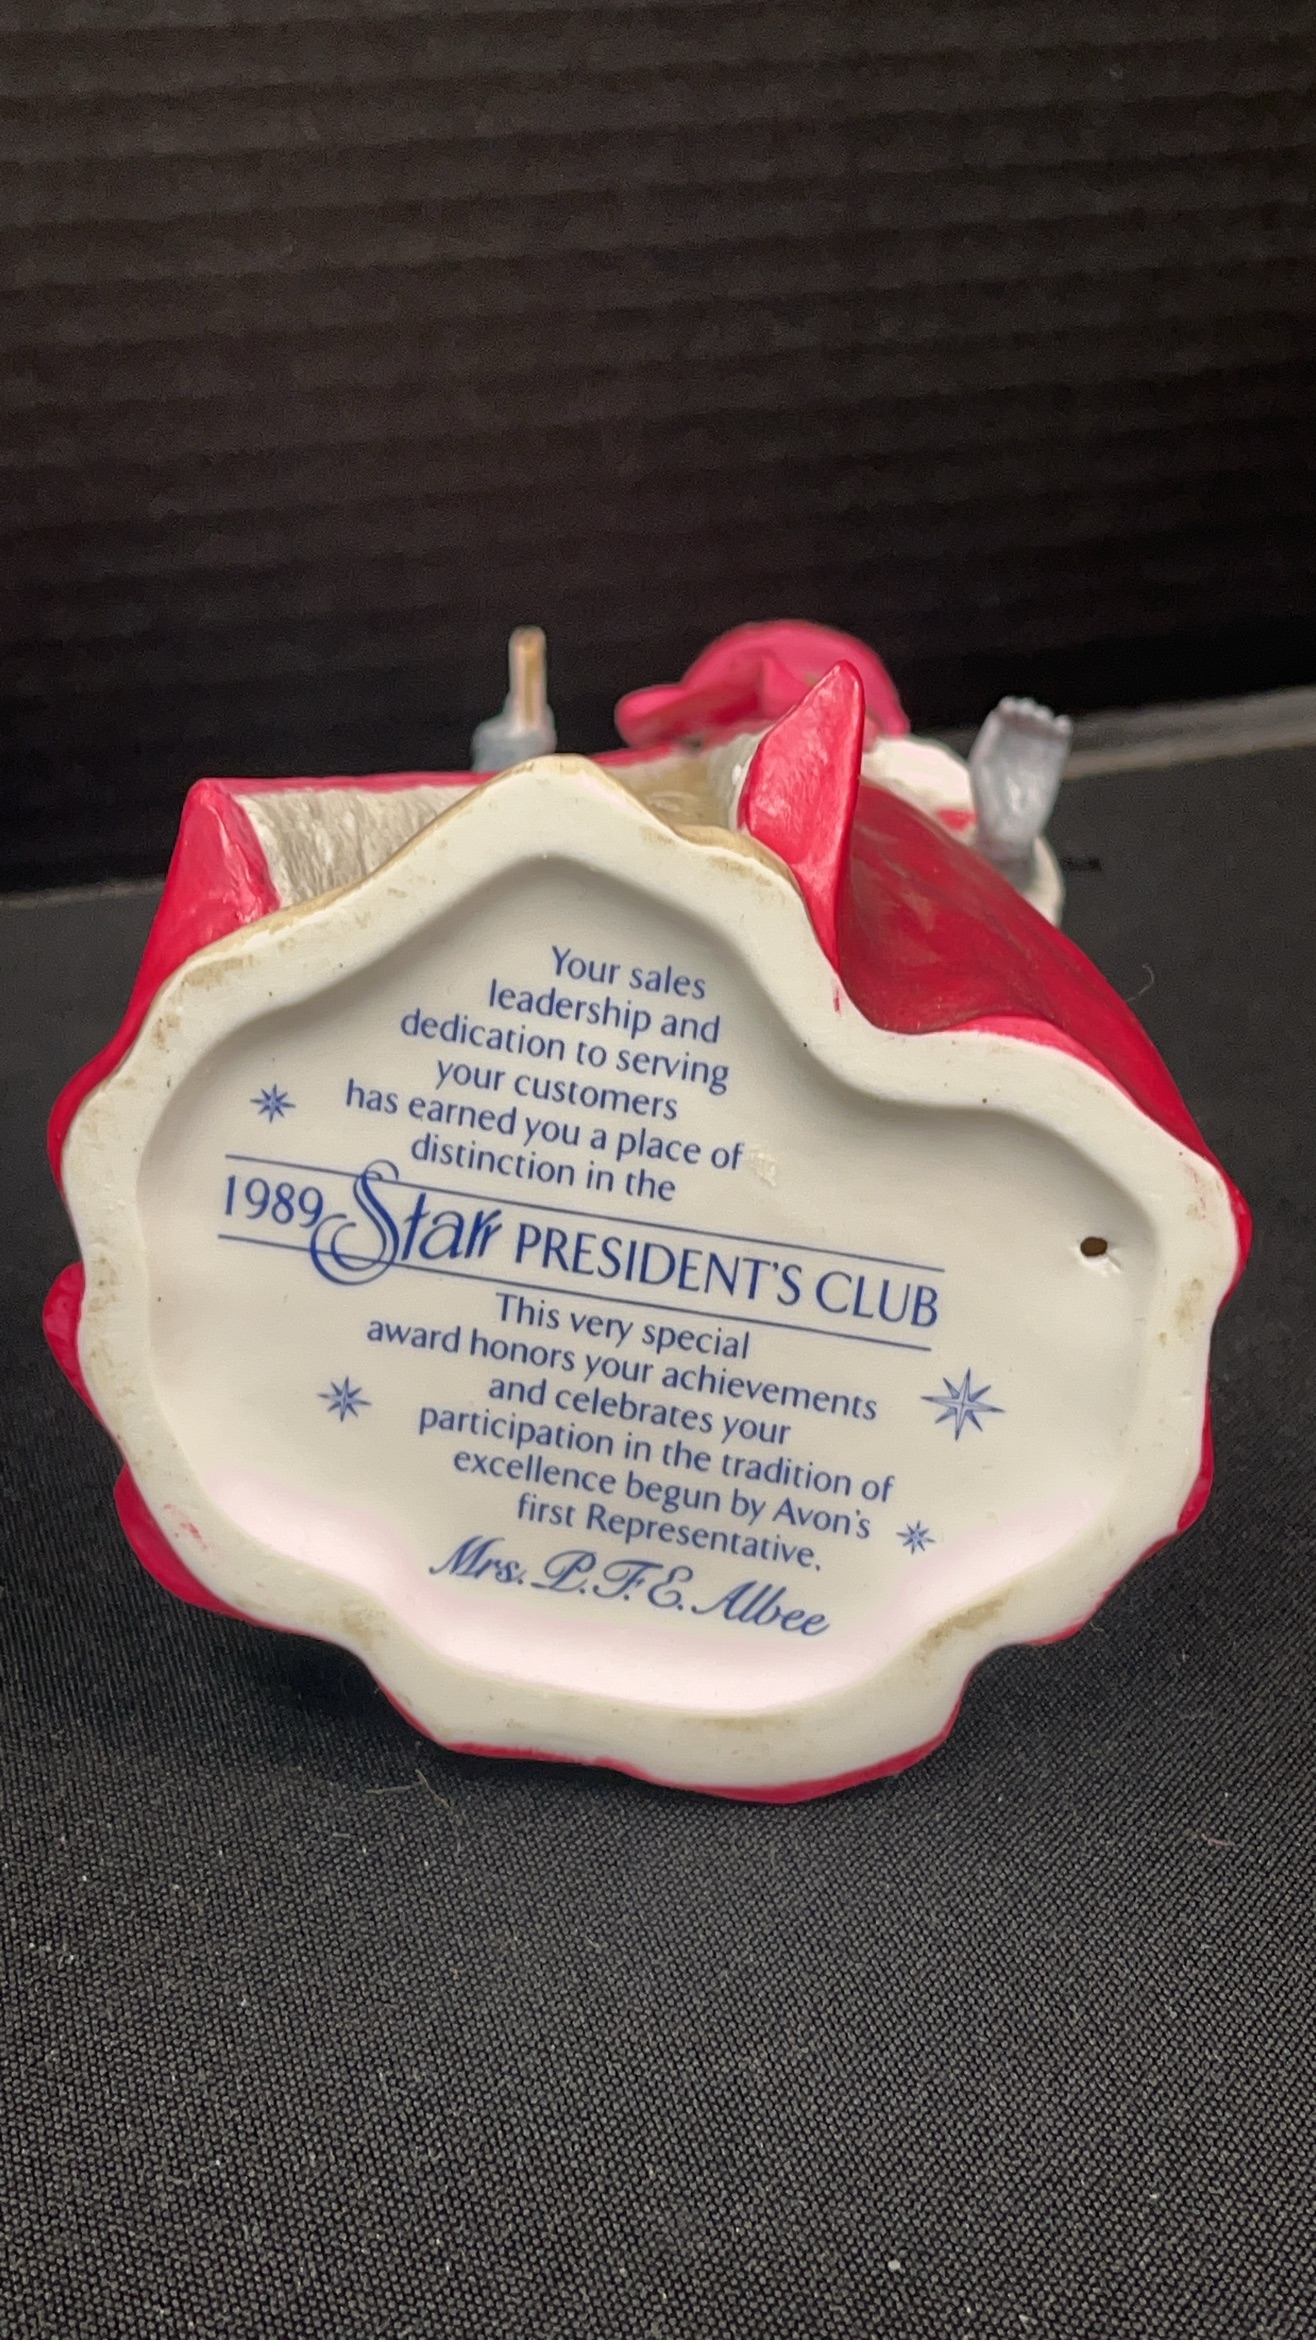 Your sales
leadership and
dedication to serving
your customers
has earned you a place of
distinction in the
1989 Starr PRESIDENT'S CLUB
This very special
award honors your achievements
and celebrates your
participation in the tradition of
excellence begun by Avon's
first Representative.
Mrs. P.F.E. Albee